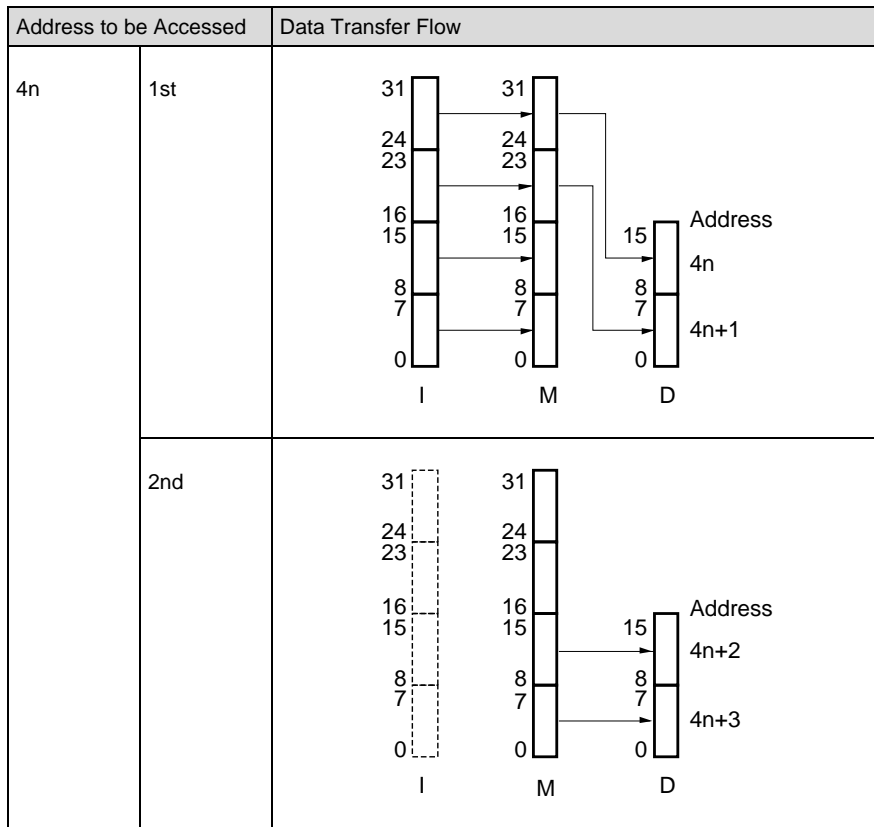 Address to be Accessed Data Transfer Flow
4n 1st
31 31
24 24
23 23
16 16 Address
15 15 15
4n
8 8 8
7 7 7
4n+1
0 0 0
I M D
2nd
31 31
24 24
23 23
16 16 Address
15 15 15
4n+2
8 8 8
7 7 7
4n+3
0 0 0
I M D